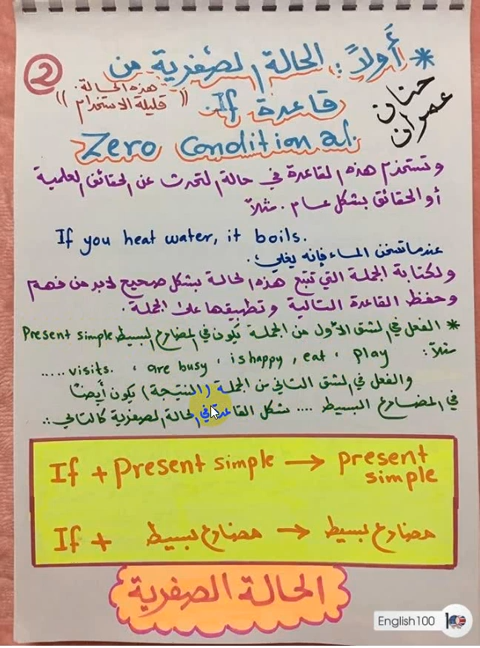 2
* أولاً: الحالة الصفرية من
قاعدة If.
(( هذه الحالة قليلة الاستخدام ))
حنان عمران
Zero Conditional.
وتستخدم هذه القاعدة في حالة التحدث عن الحقائق العلمية
أو الحقائق بشكل عام. مثلاً
If you heat water, it boils.
عندما تسخن الماء فإنه يغلي.
ولكتابة الجملة التي تتبع هذه الحالة بشكل صحيح لابد من فهم
وحفظ القاعدة التالية وتطبيقها على الجملة.
* الفعل في الشق الأول من الجملة يكون في المضارع البسيط Present simple
مثلاً: play ، eat ، is happy ، are busy ، visits. .....
والفعل في الشق الثاني من الجملة (النتيجة) يكون أيضًا
في المضارع البسيط .... شكل القاعدة في الحالة الصفرية كالتالي:
If + present simple → present simple
If + مضارع بسيط → مضارع بسيط
الحالة الصفرية
English100